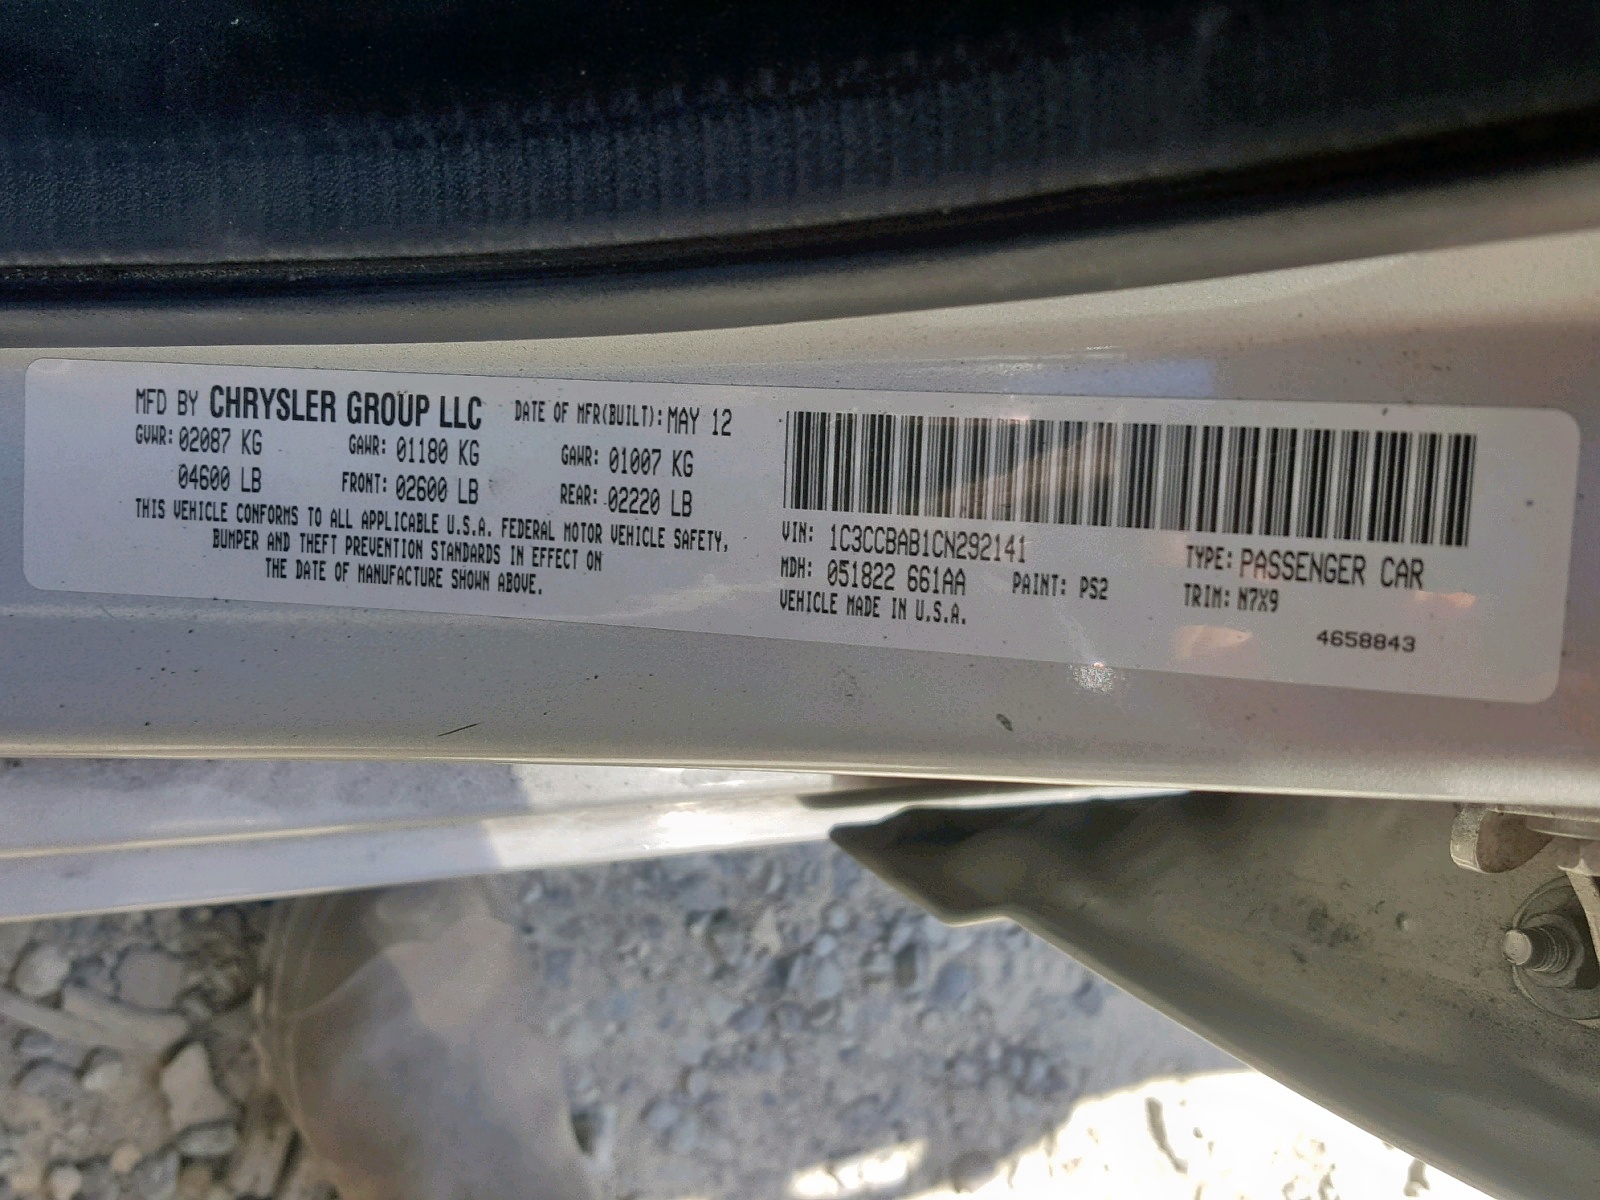 MFD BY CHRYSLER GROUP LLC DATE OF MFR(BUILT): MAY 12
GVWR: 02087 KG GAWR: 01180 KG GAWR: 01007 KG
04600 LB FRONT: 02600 LB REAR: 02220 LB
THIS VEHICLE CONFORMS TO ALL APPLICABLE U.S.A. FEDERAL MOTOR VEHICLE SAFETY,
BUMPER AND THEFT PREVENTION STANDARDS IN EFFECT ON
THE DATE OF MANUFACTURE SHOWN ABOVE.
VIN: 1C3CCBAB1CN292141 TYPE: PASSENGER CAR
MDH: 051822 661AA PAINT: PS2 TRIM: N7X9
VEHICLE MADE IN U.S.A.
4658843